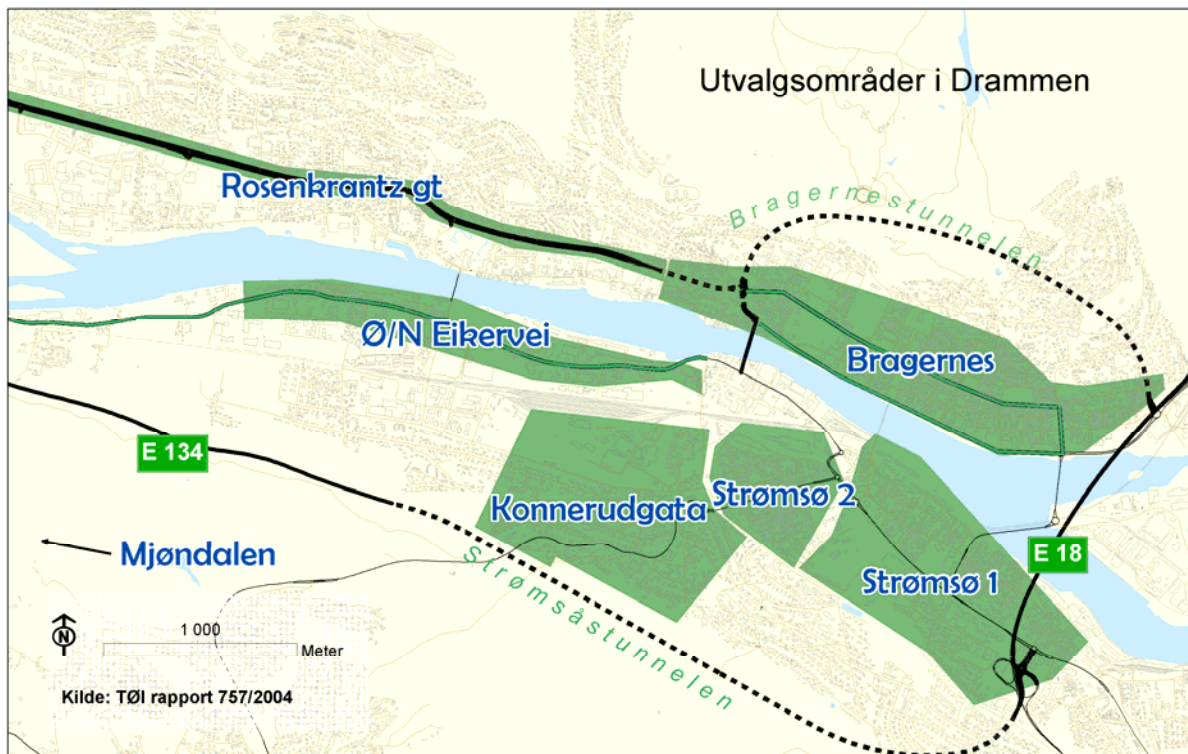 Utvalgsområder i Drammen
Rosenkrantz gt
Bragernestunnelen
Ø/N Eikervei
Bragernes
E 134
Konnerudgata
Strømsø 2
Strømsø 1
E 18
Mjøndalen
Strømsåstunnelen
N
1 000
Meter
Kilde: TØI rapport 757/2004